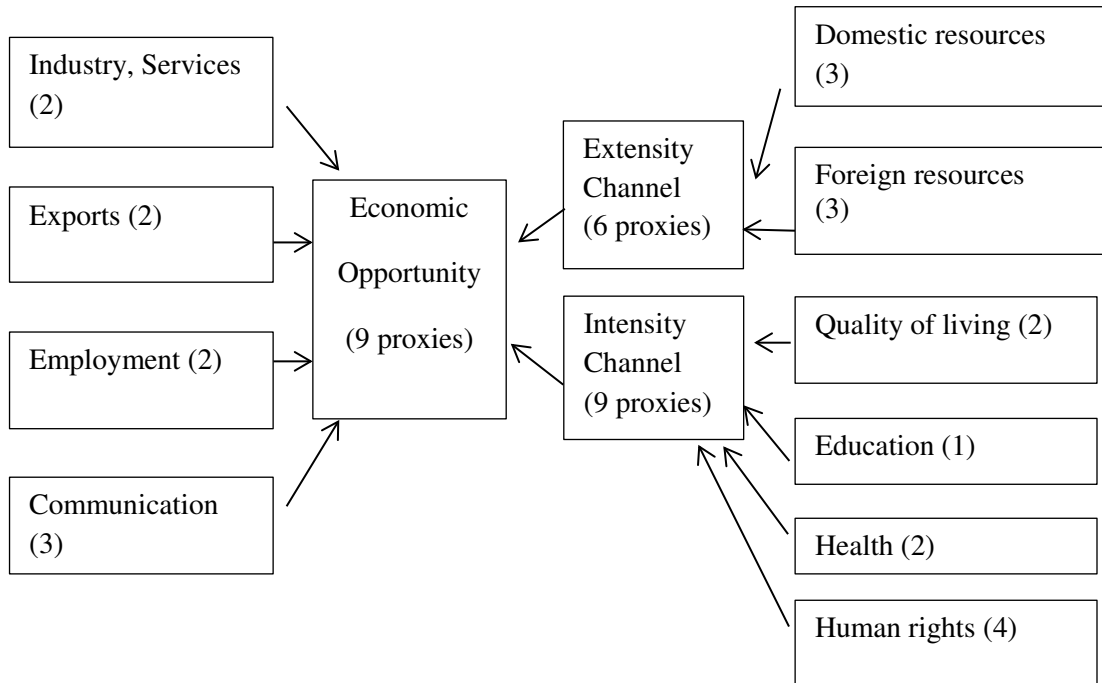 Industry, Services
(2)
Exports (2)
Employment (2)
Communication
(3)
Economic
Opportunity
(9 proxies)
Extensity
Channel
(6 proxies)
Intensity
Channel
(9 proxies)
Domestic resources
(3)
Foreign resources
(3)
Quality of living (2)
Education (1)
Health (2)
Human rights (4)